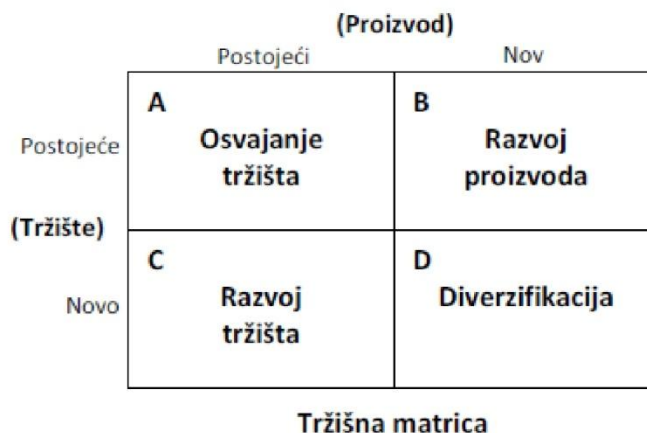 (Proizvod)
Postojeći Nov
A B
Postojeće Osvajanje Razvoj
tržišta proizvoda
(Tržište)
C D
Novo Razvoj Diverzifikacija
tržišta
Tržišna matrica